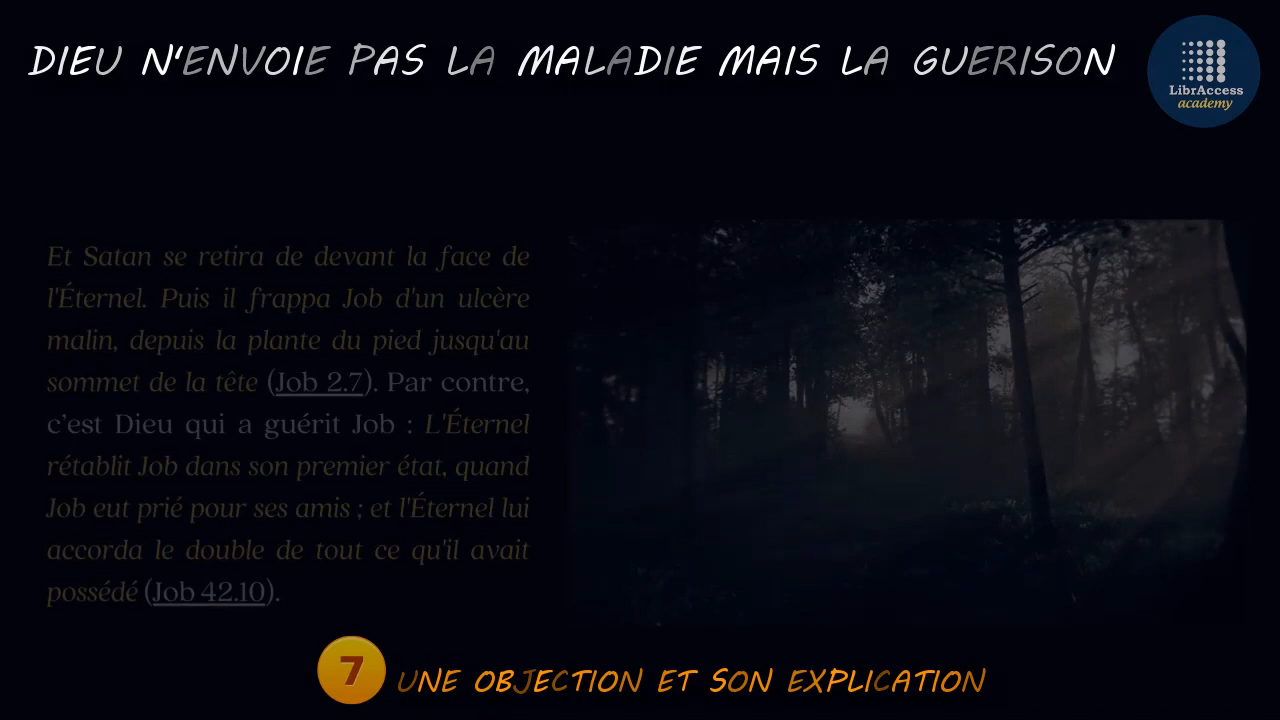 DIEU N'ENVOIE PAS LA MALADIE MAIS LA GUERISON
LibrAccess
academy
Et Satan se retira de devant la face de
l'Éternel. Puis il frappa Job d'un ulcère
malin, depuis la plante du pied jusqu'au
sommet de la tête (Job 2.7). Par contre,
c’est Dieu qui a guérit Job : L'Éternel
rétablit Job dans son premier état, quand
Job eut prié pour ses amis ; et l'Éternel lui
accorda le double de tout ce qu'il avait
possédé (Job 42.10).
7 UNE OBJECTION ET SON EXPLICATION